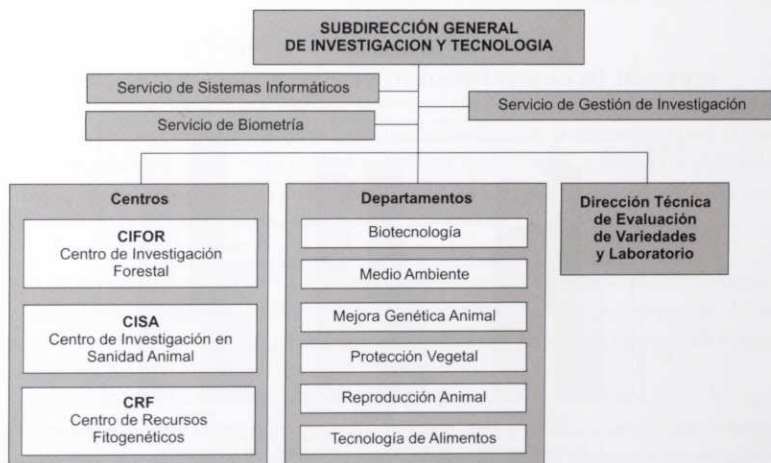 SUBDIRECCIÓN GENERAL
DE INVESTIGACION Y TECNOLOGIA
Servicio de Sistemas Informáticos
Servicio de Gestión de Investigación
Servicio de Biometría
Centros
CIFOR
Centro de Investigación
Forestal
CISA
Centro de Investigación en
Sanidad Animal
CRF
Centro de Recursos
Fitogenéticos
Departamentos
Biotecnología
Medio Ambiente
Mejora Genética Animal
Protección Vegetal
Reproducción Animal
Tecnología de Alimentos
Dirección Técnica
de Evaluación
de Variedades
y Laboratorio